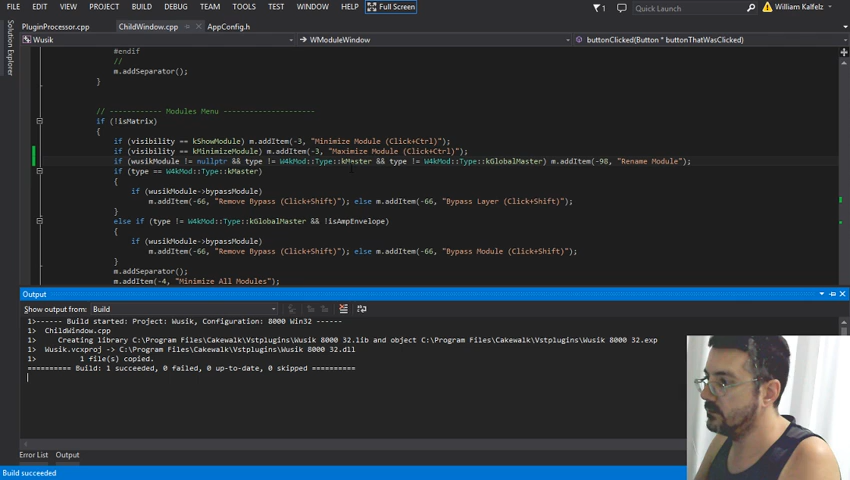 FILE EDIT VIEW PROJECT BUILD DEBUG TEAM TOOLS TEST WINDOW HELP Full Screen 1 Quick Launch William Kalfelz
PluginProcessor.cpp ChildWindow.cpp AppConfig.h
Solution Explorer
Wusik WModuleWindow buttonClicked(Button * buttonThatWasClicked)
#endif
//
m.addSeparator();
}
// ------------ Modules Menu ---------------------
if (!isMatrix)
{
if (visibility == kShowModule) m.addItem(-3, "Minimize Module (Click+Ctrl)");
if (visibility == kMinimizeModule) m.addItem(-3, "Maximize Module (Click+Ctrl)");
if (wusikModule != nullptr && type != W4kMod::Type::kMaster && type != W4kMod::Type::kGlobalMaster) m.addItem(-98, "Rename Module");
if (type == W4kMod::Type::kMaster)
{
if (wusikModule->bypassModule)
m.addItem(-66, "Remove Bypass (Click+Shift)"); else m.addItem(-66, "Bypass Layer (Click+Shift)");
}
else if (type != W4kMod::Type::kGlobalMaster && !isAmpEnvelope)
{
if (wusikModule->bypassModule)
m.addItem(-66, "Remove Bypass (Click+Shift)"); else m.addItem(-66, "Bypass Module (Click+Shift)");
}
m.addSeparator();
m.addItem(-4, "Minimize All Modules");
Output
Show output from: Build
1>------ Build started: Project: Wusik, Configuration: 8000 Win32 ------
1> ChildWindow.cpp
1> Creating library C:\Program Files\Cakewalk\Vstplugins\Wusik 8000 32.lib and object C:\Program Files\Cakewalk\Vstplugins\Wusik 8000 32.exp
1> Wusik.vcxproj -> C:\Program Files\Cakewalk\Vstplugins\Wusik 8000 32.dll
1> 1 file(s) copied.
========== Build: 1 succeeded, 0 failed, 0 up-to-date, 0 skipped ==========
Error List Output
Build succeeded